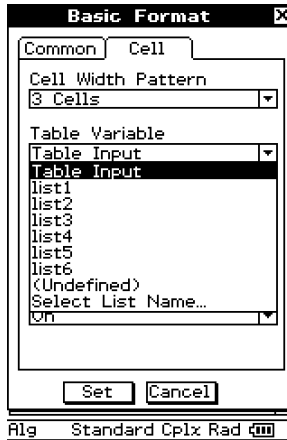 Basic Format
Common Cell
Cell Width Pattern
3 Cells
Table Variable
Table Input
Table Input
list1
list2
list3
list4
list5
list6
(Undefined)
Select List Name...
On
Set Cancel
Alg Standard Cplx Rad